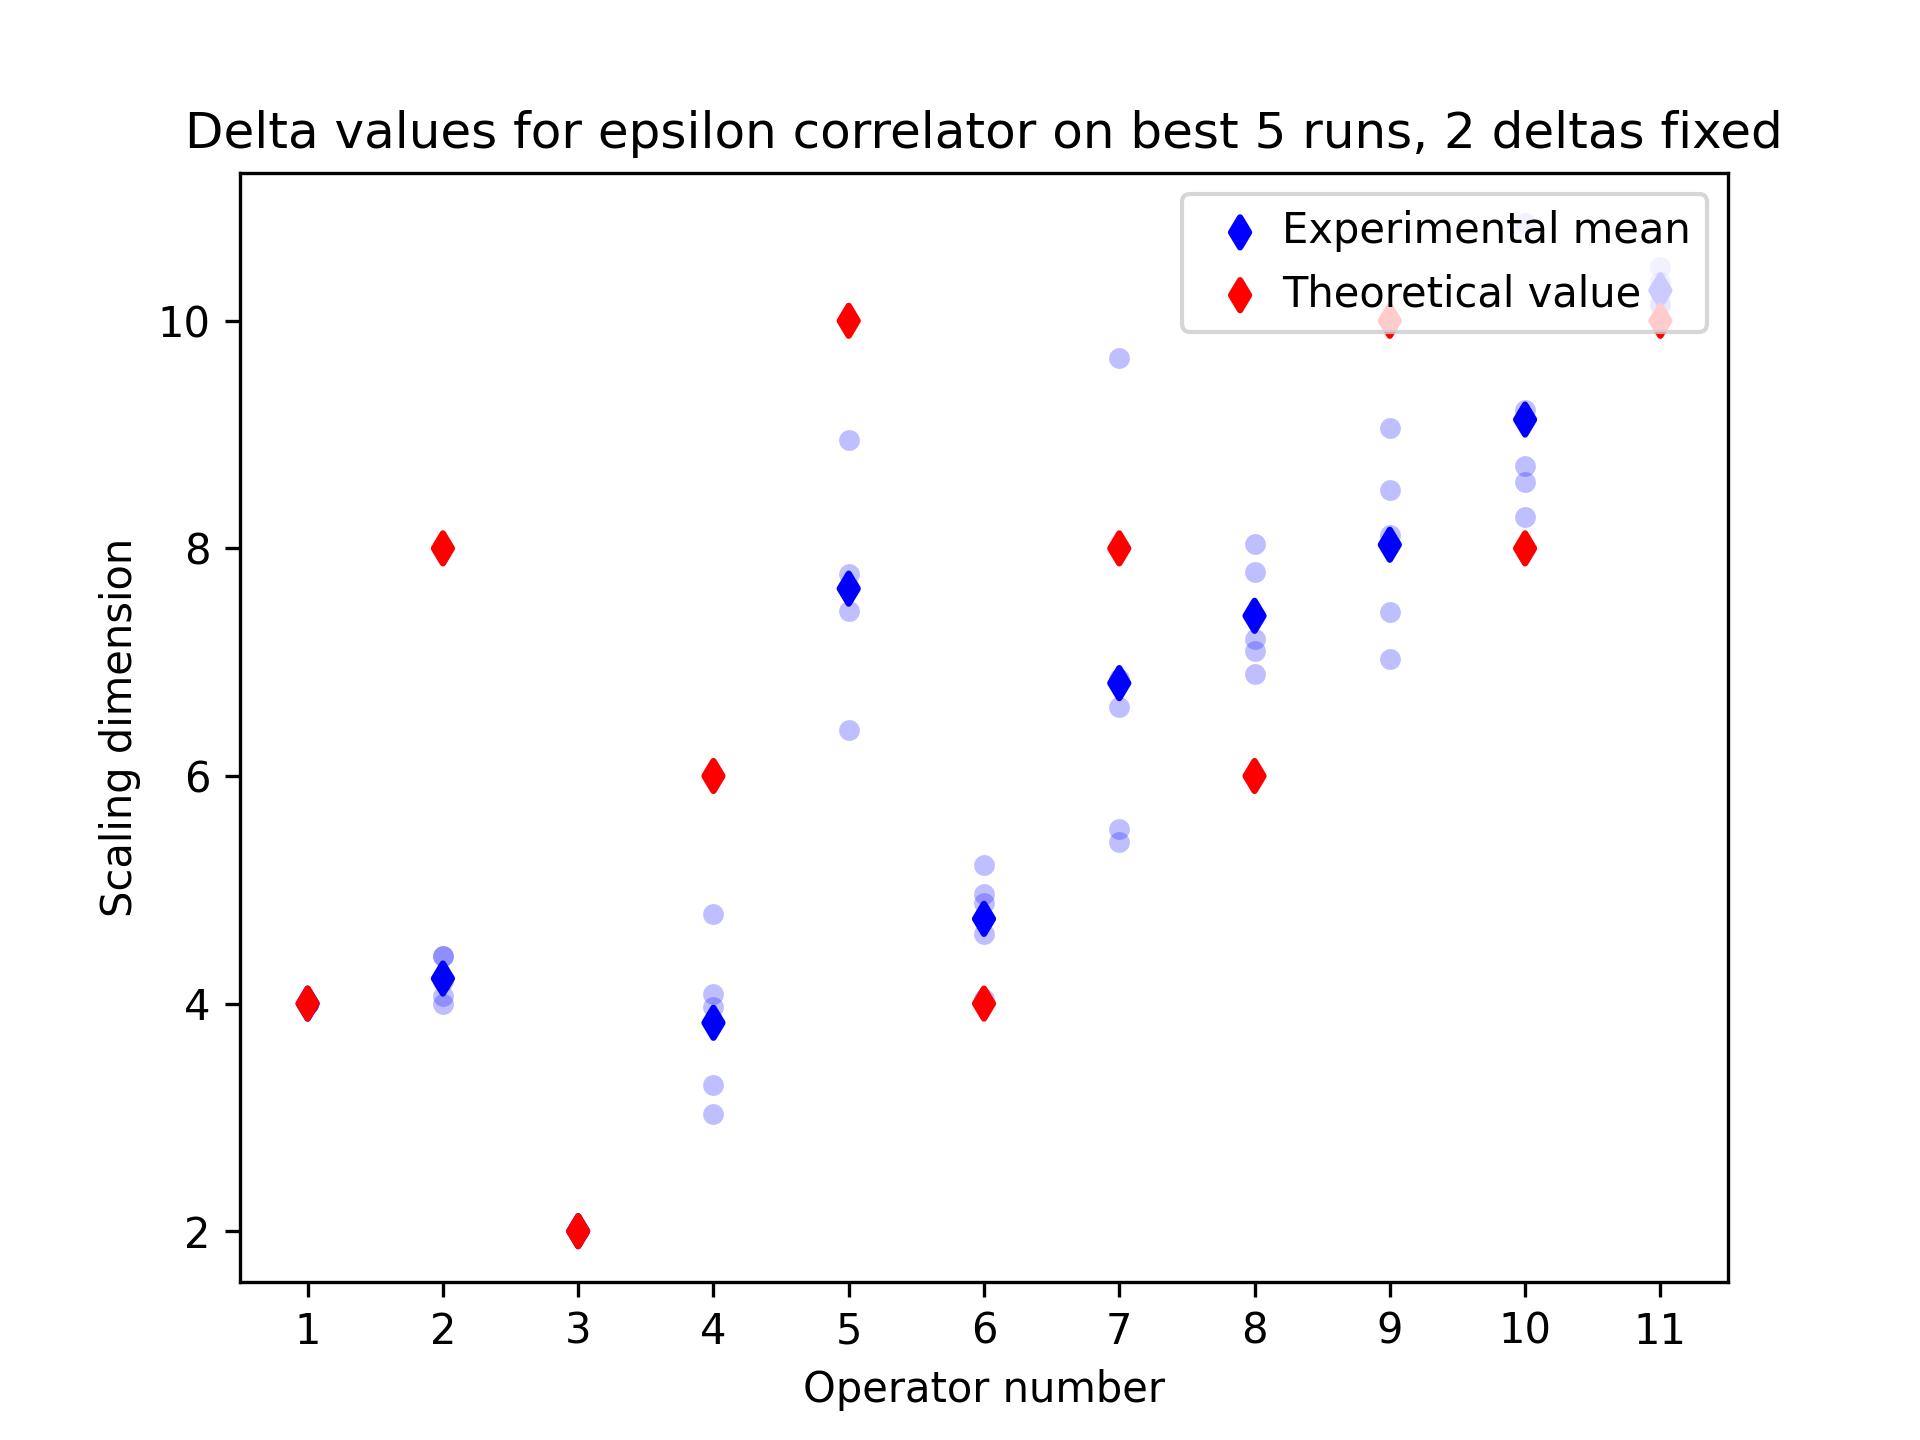 Delta values for epsilon correlator on best 5 runs, 2 deltas fixed
Experimental mean
Theoretical value
10
8
6
4
2
Scaling dimension
1 2 3 4 5 6 7 8 9 10 11
Operator number